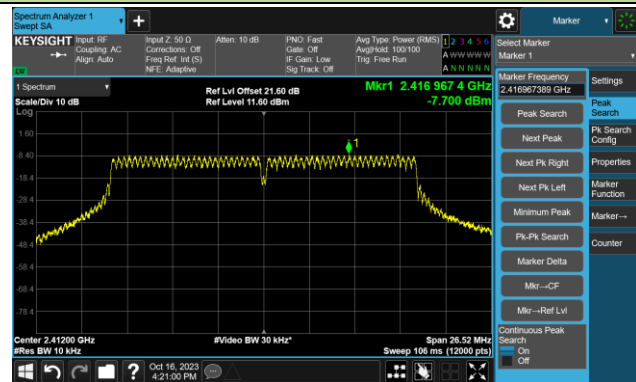 Spectrum Analyzer 1
Swept SA
Marker
KEYSIGHT
Input: RF
Coupling: AC
Align: Auto
Input Z: 50 Ω
Corrections: Off
Freq Ref: Int (S)
NFE: Adaptive
Atten: 10 dB
PNO: Fast
Gate: Off
IF Gain: Low
Sig Track: Off
Avg Type: Power (RMS)
Avg|Hold: 100/100
Trig: Free Run
1 2 3 4 5 6
A W W W W W
A N N N N N
LXI
Select Marker
Marker 1
1 Spectrum
Scale/Div 10 dB
Log
Ref Lvl Offset 21.60 dB
Ref Level 11.60 dBm
Mkr1 2.416 967 4 GHz
-7.700 dBm
1
1.60
-8.40
-18.4
-28.4
-38.4
-48.4
-58.4
-68.4
-78.4
Center 2.41200 GHz
#Res BW 10 kHz
#Video BW 30 kHz*
Span 26.52 MHz
Sweep 106 ms (12000 pts)
Marker Frequency
2.416967389 GHz
Peak Search
Next Peak
Next Pk Right
Next Pk Left
Minimum Peak
Pk-Pk Search
Marker Delta
Mkr→CF
Mkr→Ref Lvl
Continuous Peak
Search
On
Off
Settings
Peak
Search
Pk Search
Config
Properties
Marker
Function
Marker→
Counter
Oct 16, 2023
4:21:00 PM